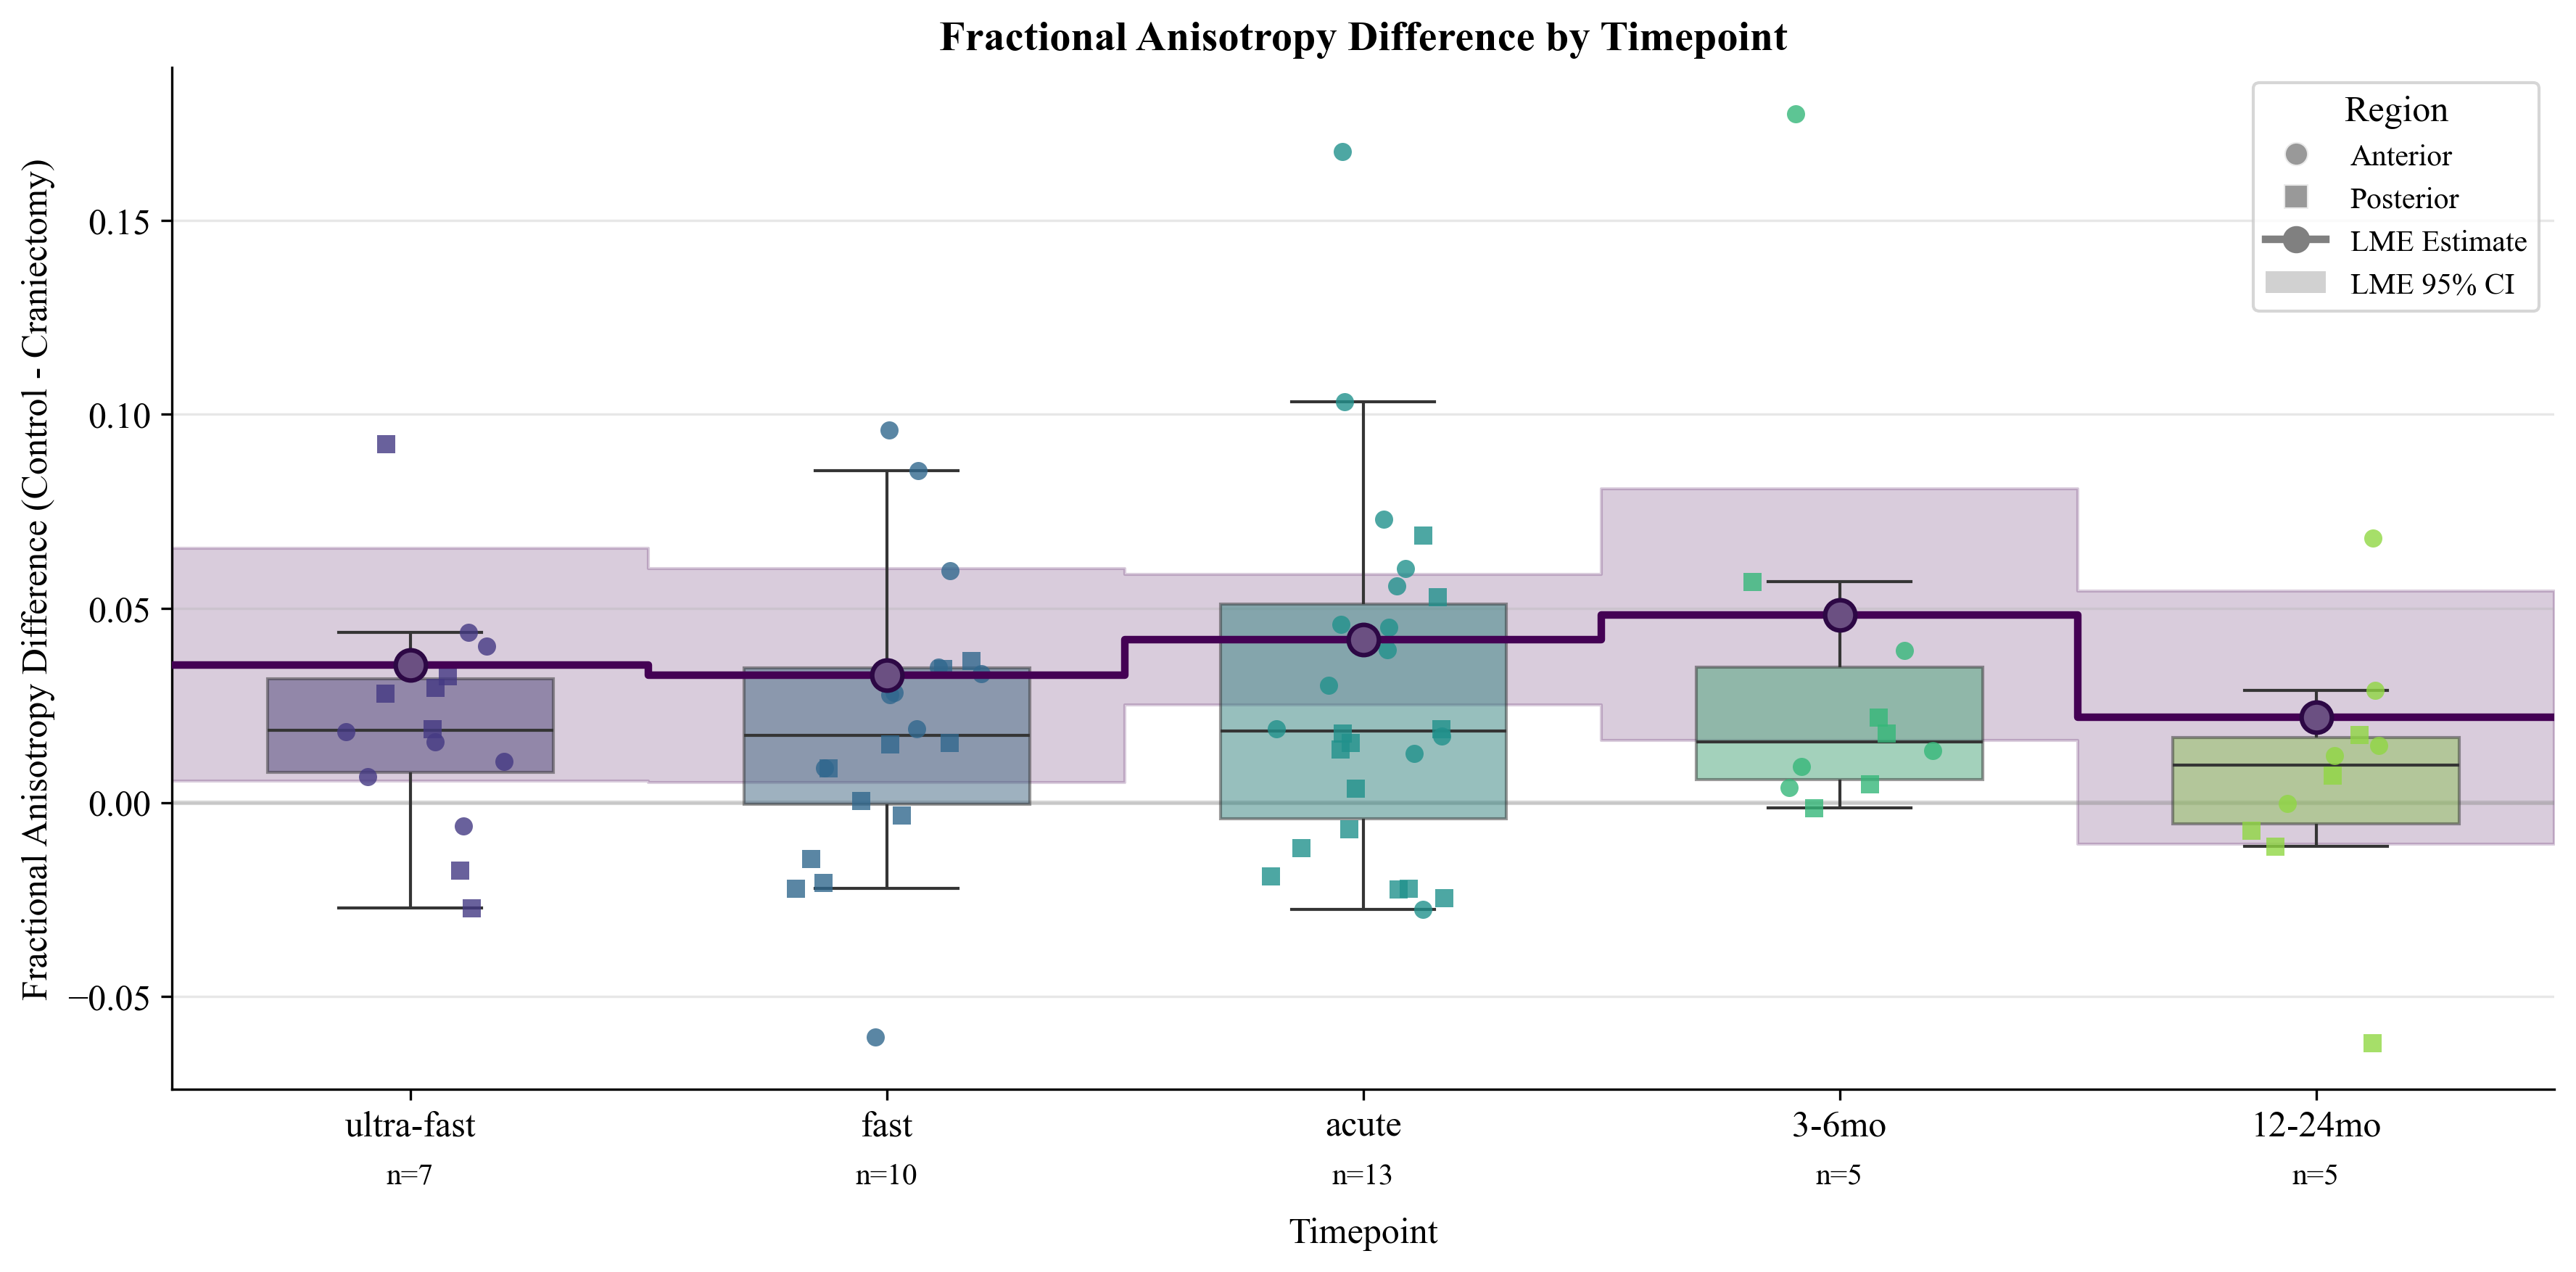 Fractional Anisotropy Difference by Timepoint
Fractional Anisotropy Difference (Control - Craniectomy)
0.15
0.10
0.05
0.00
−0.05
Region
Anterior
Posterior
LME Estimate
LME 95% CI
ultra-fast
fast
acute
3-6mo
12-24mo
n=7
n=10
n=13
n=5
n=5
Timepoint